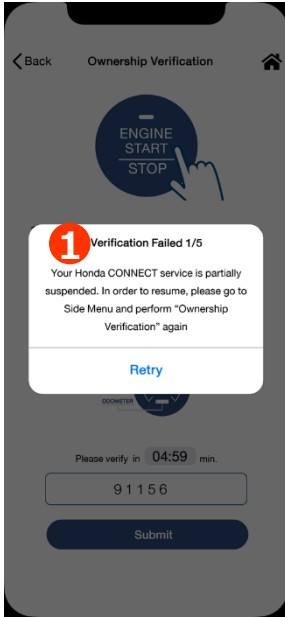 Back
Ownership Verification
ENGINE
START
STOP
1
Verification Failed 1/5
Your Honda CONNECT service is partially
suspended. In order to resume, please go to
Side Menu and perform “Ownership
Verification” again
Retry
ODOMETER
Please verify in 04:59 min.
91156
Submit